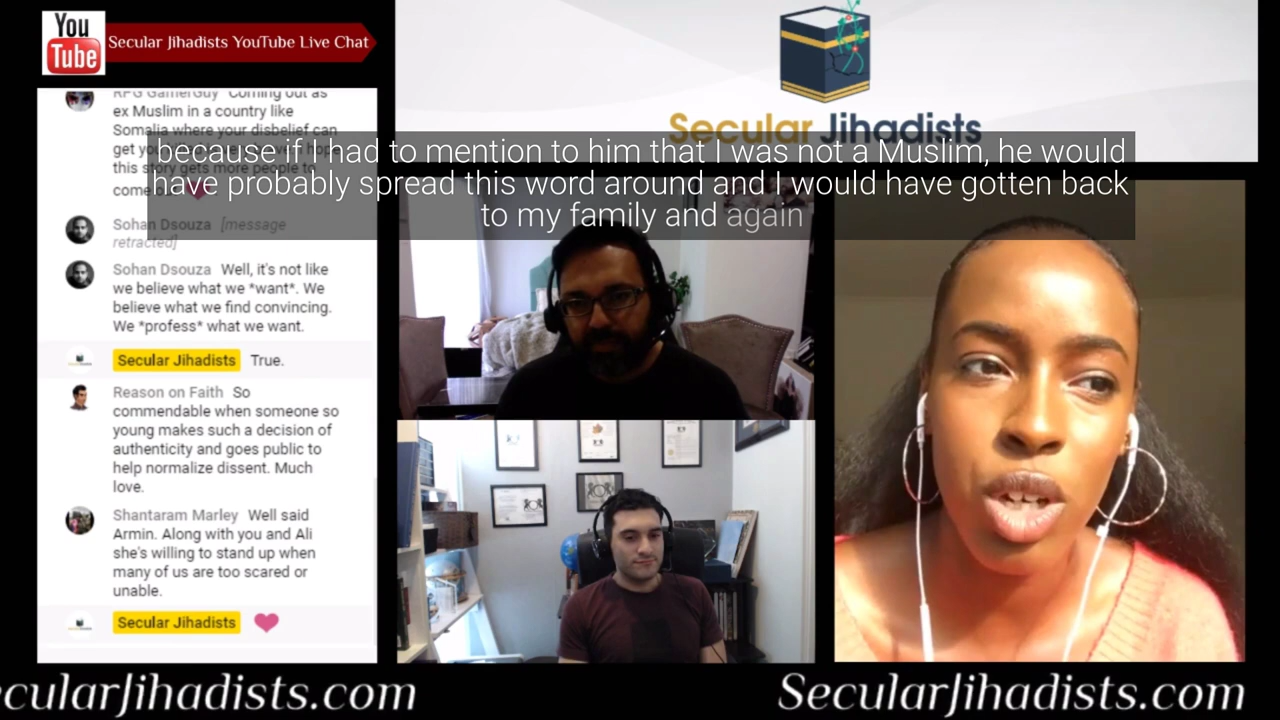 You
Tube
Secular Jihadists YouTube Live Chat
Secular Jihadists
RPG GamerGuy Coming out as
ex Muslim in a country like
Somalia where your disbelief can
get you
this story gets more people to
come
because if I had to mention to him that I was not a Muslim, he would
have probably spread this word around and I would have gotten back
to my family and again
Sohan Dsouza [message
retracted]
Sohan Dsouza Well, it's not like
we believe what we *want*. We
believe what we find convincing.
We *profess* what we want.
Secular Jihadists True.
Reason on Faith So
commendable when someone so
young makes such a decision of
authenticity and goes public to
help normalize dissent. Much
love.
Shantaram Marley Well said
Armin. Along with you and Ali
she's willing to stand up when
many of us are too scared or
unable.
Secular Jihadists
ecularJihadists.com
SecularJihadists.com